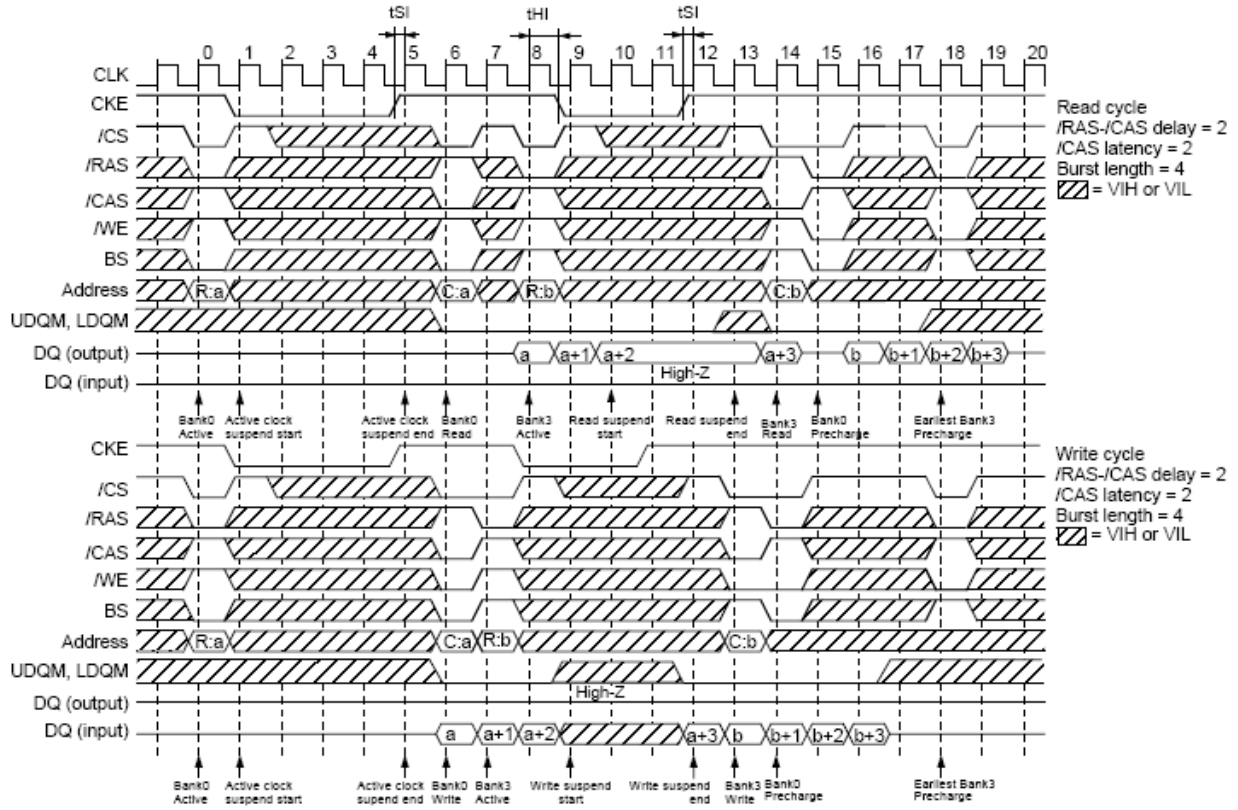 tSI tHI tSI
0 1 2 3 4 5 6 7 8 9 10 11 12 13 14 15 16 17 18 19 20
CLK
CKE
/CS
/RAS
/CAS
/WE
BS
Address R:a C:a R:b C:b
UDQM, LDQM
DQ (output) a a+1 a+2 a+3 b b+1 b+2 b+3
High-Z
DQ (input)
Bank0 Active clock Active clock Bank0 Bank3 Read suspend Read suspend Bank3 Bank0 Earliest Bank3
Active suspend start suspend end Read Active start end Read Precharge Precharge
Read cycle
/RAS-/CAS delay = 2
/CAS latency = 2
Burst length = 4
= VIH or VIL
CKE
/CS
/RAS
/CAS
/WE
BS
Address R:a C:a R:b C:b
UDQM, LDQM
High-Z
DQ (output)
DQ (input) a a+1 a+2 a+3 b b+1 b+2 b+3
Bank0 Active clock Active clock Bank0 Bank3 Write suspend Write suspend Bank3 Bank0 Earliest Bank3
Active suspend start supend end Write Active start end Write Precharge Precharge
Write cycle
/RAS-/CAS delay = 2
/CAS latency = 2
Burst length = 4
= VIH or VIL